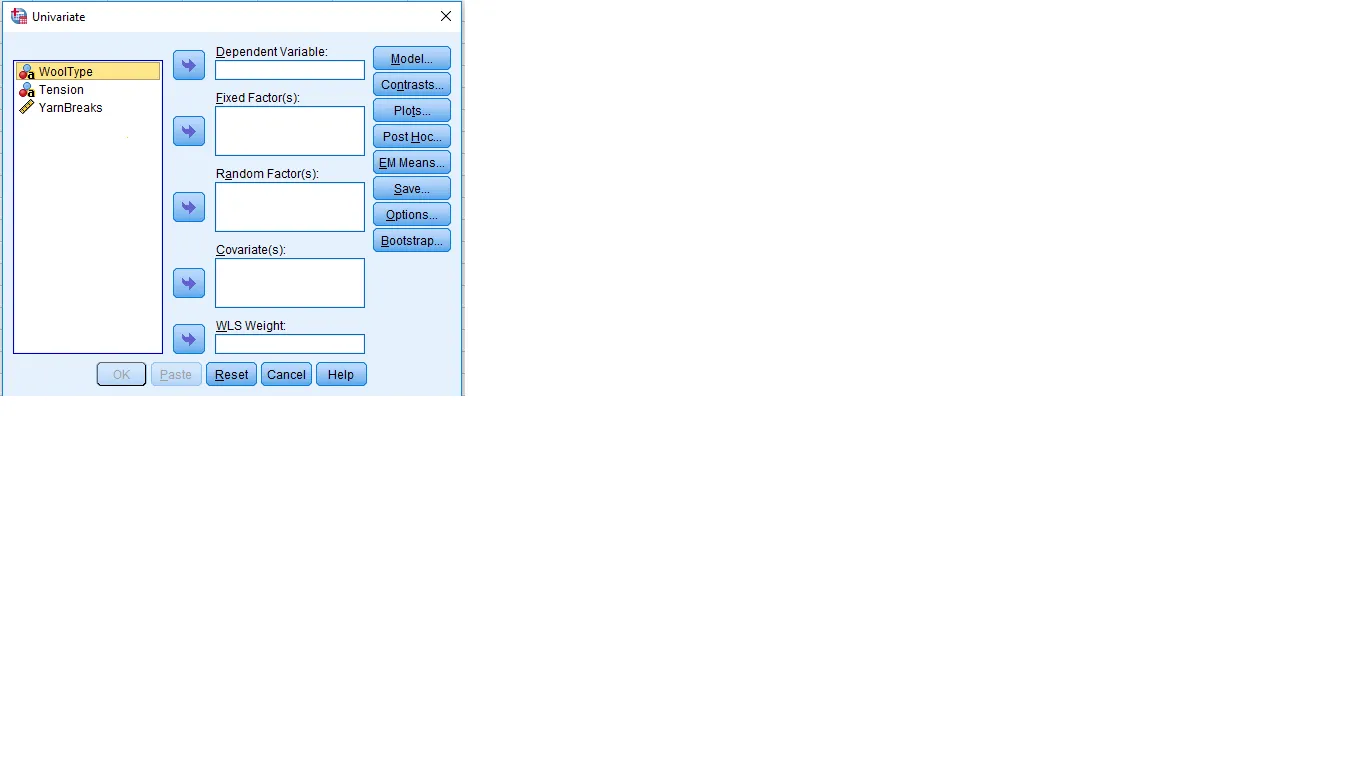 Univariate
WoolType
Tension
YarnBreaks
Dependent Variable:
Fixed Factor(s):
Random Factor(s):
Covariate(s):
WLS Weight:
Model...
Contrasts...
Plots...
Post Hoc...
EM Means...
Save...
Options...
Bootstrap...
OK Paste Reset Cancel Help